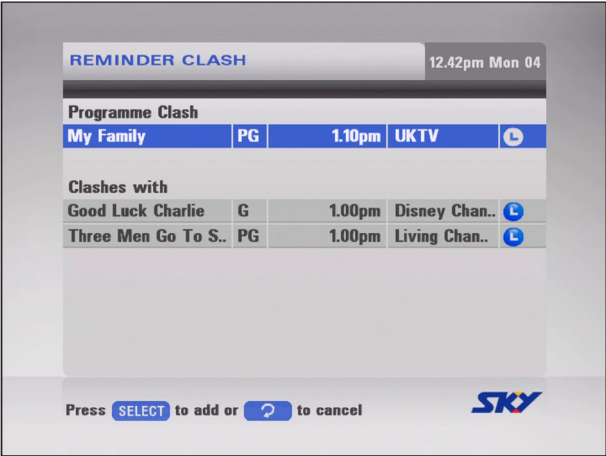 REMINDER CLASH 12.42pm Mon 04
Programme Clash
My Family PG 1.10pm UKTV
Clashes with
Good Luck Charlie G 1.00pm Disney Chan..
Three Men Go To S.. PG 1.00pm Living Chan..
Press SELECT to add or to cancel
SKY